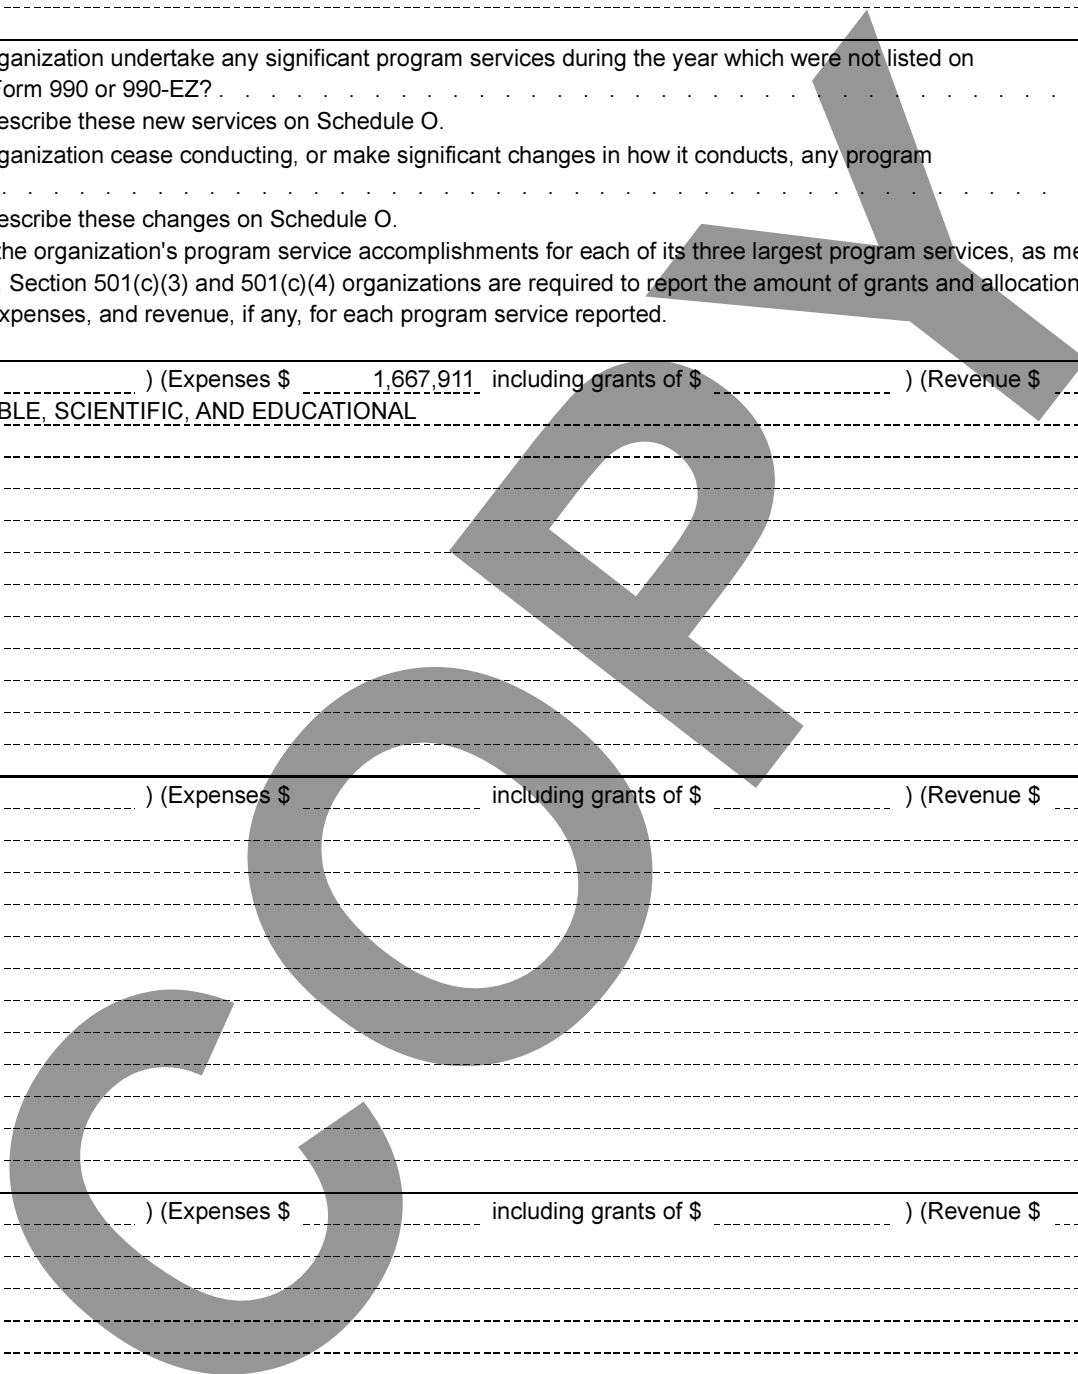 ganization undertake any significant program services during the year which were not listed on
Form 990 or 990-EZ? . . . . . . . . . . . . . . . . . . . . . . . . . . . . . . . . .
escribe these new services on Schedule O.
ganization cease conducting, or make significant changes in how it conducts, any program
. . . . . . . . . . . . . . . . . . . . . . . . . . . . . . . . . . . . . . . . .
escribe these changes on Schedule O.
the organization's program service accomplishments for each of its three largest program services, as me
. Section 501(c)(3) and 501(c)(4) organizations are required to report the amount of grants and allocation
xpenses, and revenue, if any, for each program service reported.
) (Expenses $ 1,667,911 including grants of $ ) (Revenue $
BLE, SCIENTIFIC, AND EDUCATIONAL
) (Expenses $ including grants of $ ) (Revenue $
) (Expenses $ including grants of $ ) (Revenue $
COPY